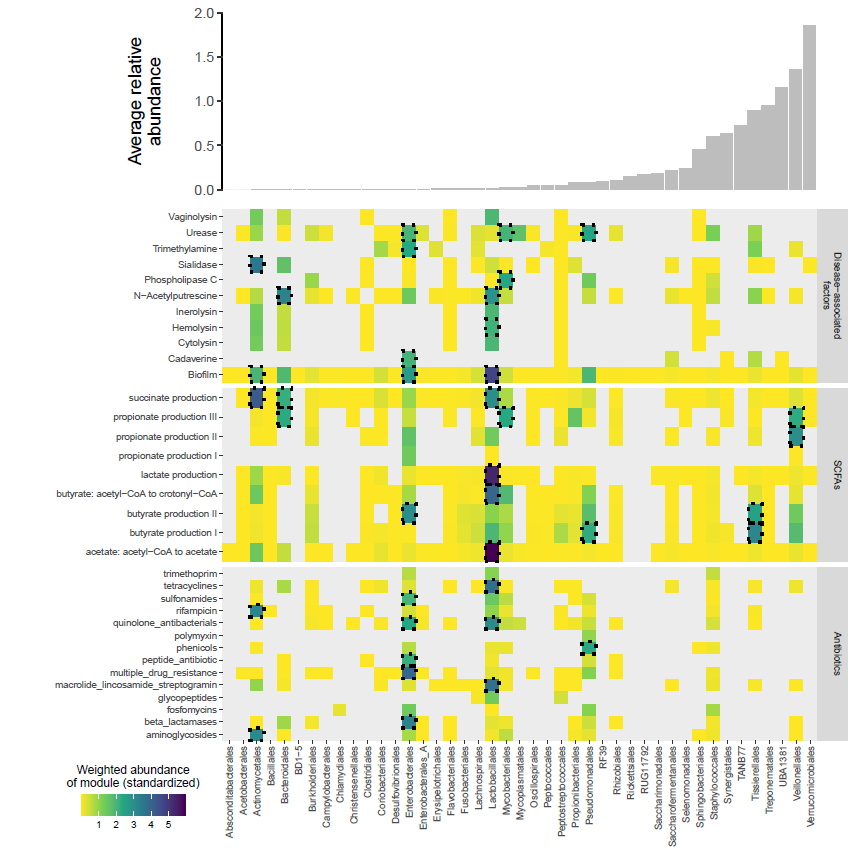 Average relative
abundance
2.0
1.5
1.0
0.5
0.0
Vaginolysin
Urease
Trimethylamine
Sialidase
Phospholipase C
N−Acetylputrescine
Inerolysin
Hemolysin
Cytolysin
Cadaverine
Biofilm
Disease−associated
factors
succinate production
propionate production III
propionate production II
propionate production I
lactate production
butyrate: acetyl−CoA to crotonyl−CoA
butyrate production II
butyrate production I
acetate: acetyl−CoA to acetate
SCFAs
trimethoprim
tetracyclines
sulfonamides
rifampicin
quinolone_antibacterials
polymyxin
phenicols
peptide_antibiotic
multiple_drug_resistance
macrolide_lincosamide_streptogramin
glycopeptides
fosfomycins
beta_lactamases
aminoglycosides
Antibiotics
Absconditabacterales
Acetobacterales
Actinomycetales
Bacillales
Bacteroidales
BD1−5
Burkholderiales
Campylobacterales
Chlamydiales
Christensenellales
Clostridiales
Coriobacteriales
Desulfovibrionales
Enterobacterales
Enterobacterales_A
Erysipelotrichales
Flavobacteriales
Fusobacteriales
Lachnospirales
Lactobacillales
Mycobacteriales
Mycoplasmatales
Oscillospirales
Peptococcales
Peptostreptococcales
Propionibacteriales
Pseudomonadales
RF39
Rhizobiales
Rickettsiales
RUG11792
Saccharimonadales
Saccharofermentanales
Selenomonadales
Sphingobacteriales
Staphylococcales
Synergistales
TANB77
Tissierellales
Treponematales
UBA1381
Veillonellales
Verrucomicrobiales
Weighted abundance
of module (standardized)
1 2 3 4 5